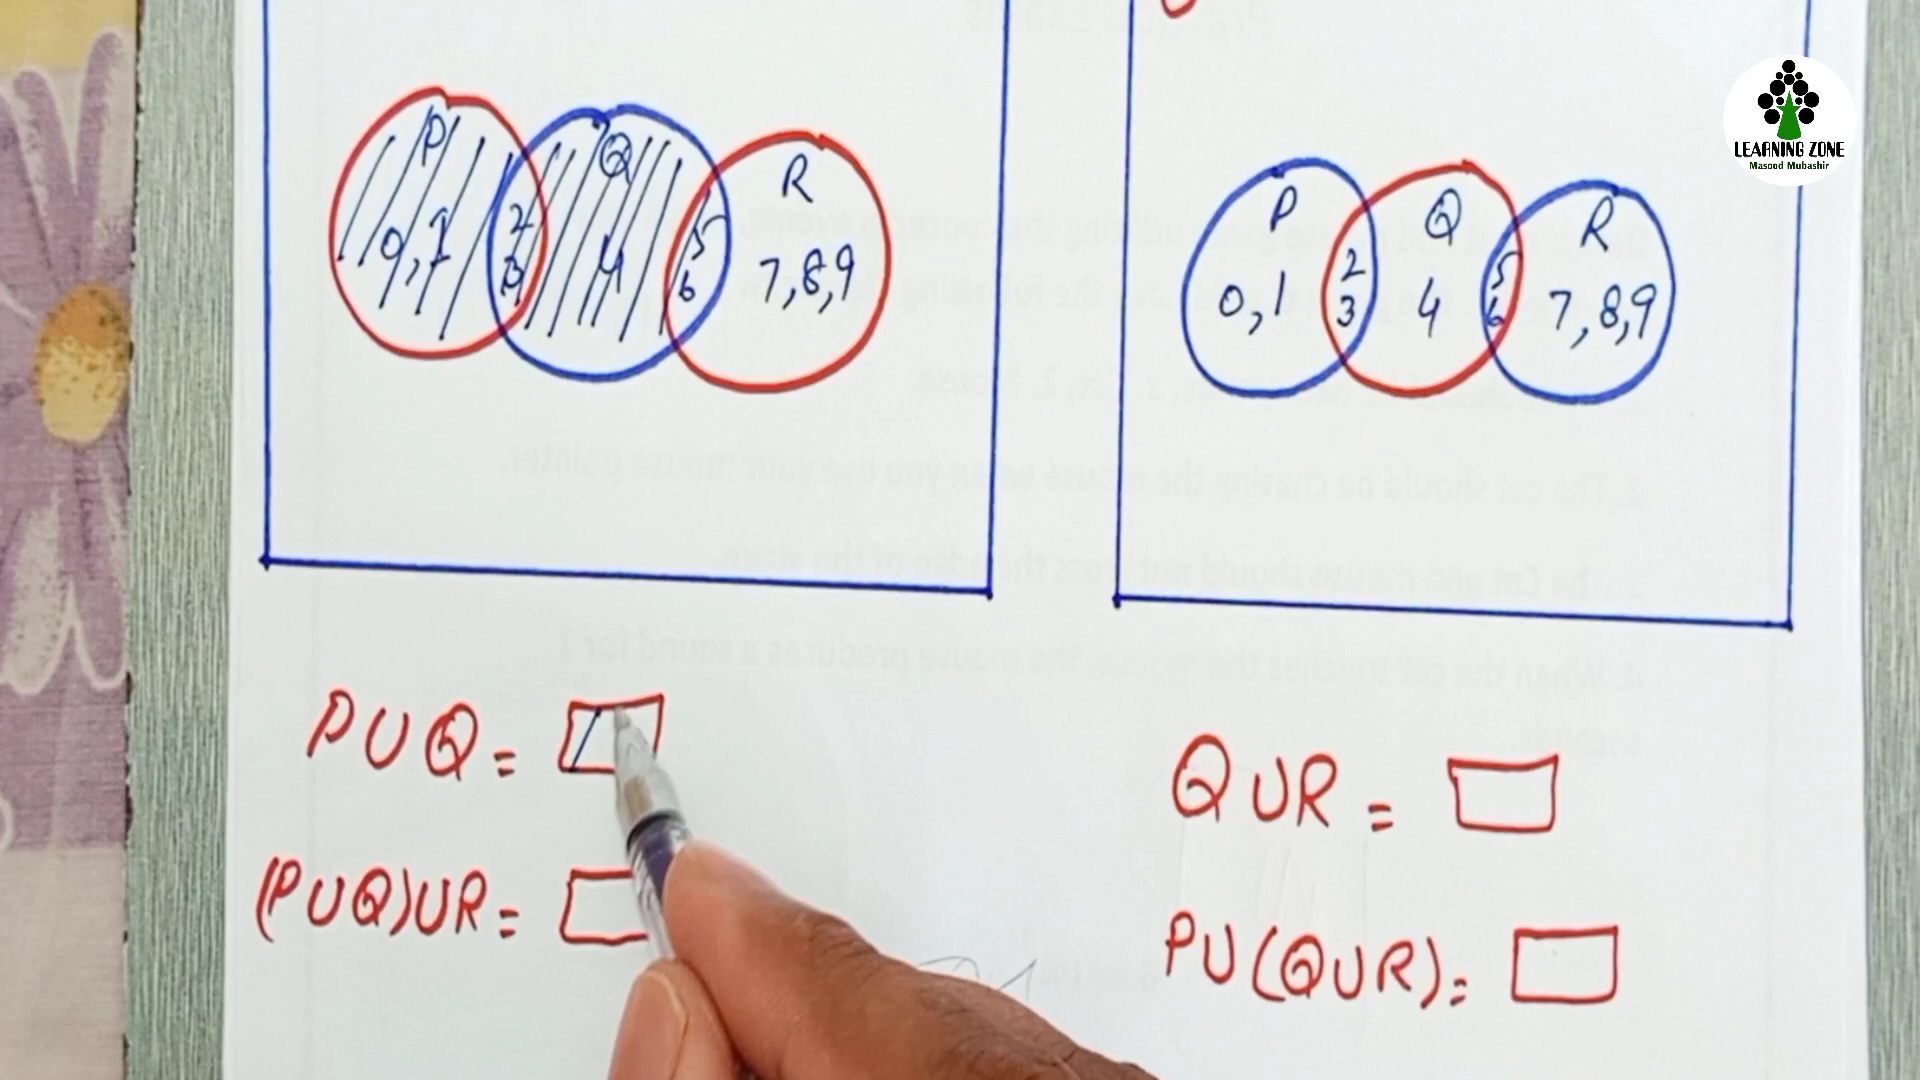 LEARNING ZONE
Masood Mubashir
P Q R
0, 1 2 3 4 5 6 7, 8, 9
P Q R
0, 1 2 3 4 5 6 7, 8, 9
P∪Q =
(P∪Q)∪R =
Q∪R =
P∪(Q∪R) =